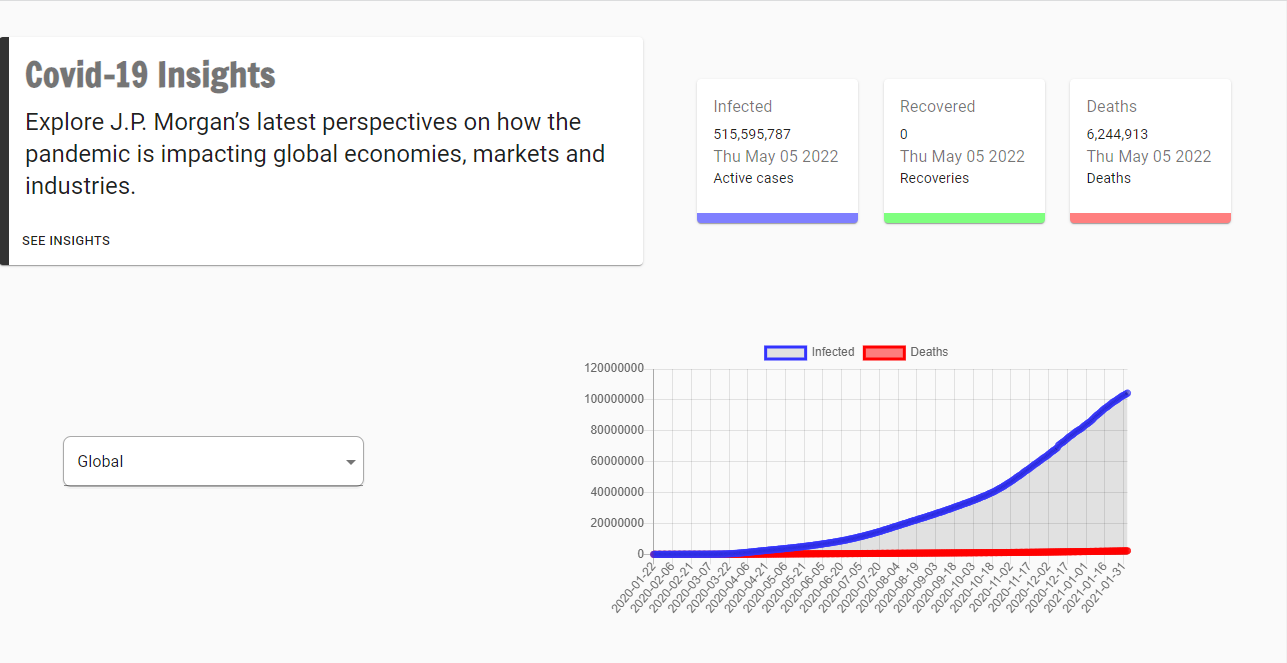 Covid-19 Insights
Explore J.P. Morgan’s latest perspectives on how the
pandemic is impacting global economies, markets and
industries.
SEE INSIGHTS
Infected
515,595,787
Thu May 05 2022
Active cases
Recovered
0
Thu May 05 2022
Recoveries
Deaths
6,244,913
Thu May 05 2022
Deaths
Global
Infected
Deaths
120000000
100000000
80000000
60000000
40000000
20000000
0
2020-01-22
2020-02-06
2020-02-21
2020-03-07
2020-03-22
2020-04-06
2020-04-21
2020-05-06
2020-05-21
2020-06-05
2020-06-20
2020-07-05
2020-07-20
2020-08-04
2020-08-19
2020-09-03
2020-09-18
2020-10-03
2020-10-18
2020-11-02
2020-11-17
2020-12-02
2020-12-17
2021-01-01
2021-01-16
2021-01-31